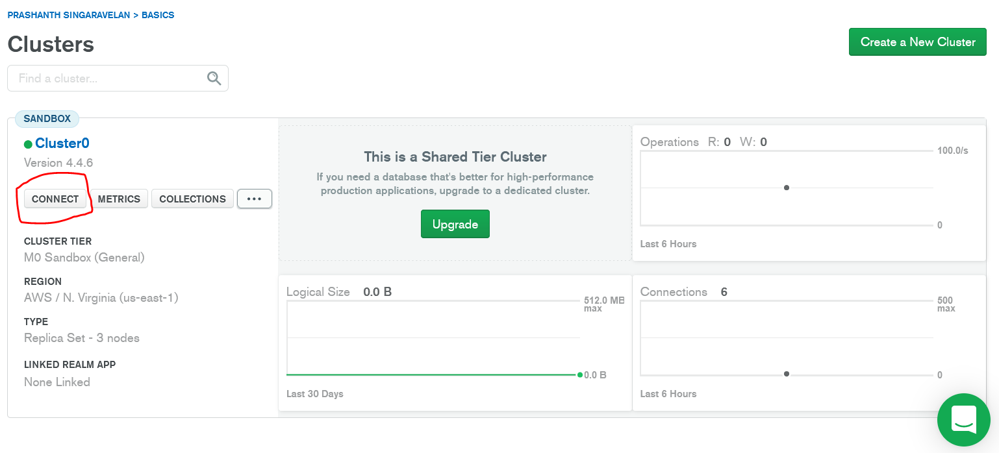 PRASHANTH SINGARAVELAN > BASICS
Clusters
Create a New Cluster
Find a cluster...
SANDBOX
Cluster0
Version 4.4.6
CONNECT METRICS COLLECTIONS ...
CLUSTER TIER
M0 Sandbox (General)
REGION
AWS / N. Virginia (us-east-1)
TYPE
Replica Set - 3 nodes
LINKED REALM APP
None Linked
This is a Shared Tier Cluster
If you need a database that's better for high-performance
production applications, upgrade to a dedicated cluster.
Upgrade
Operations R: 0 W: 0
100.0/s
0
Last 6 Hours
Logical Size 0.0 B
512.0 MB
max
0.0 B
Last 30 Days
Connections 6
500
max
0
Last 6 Hours